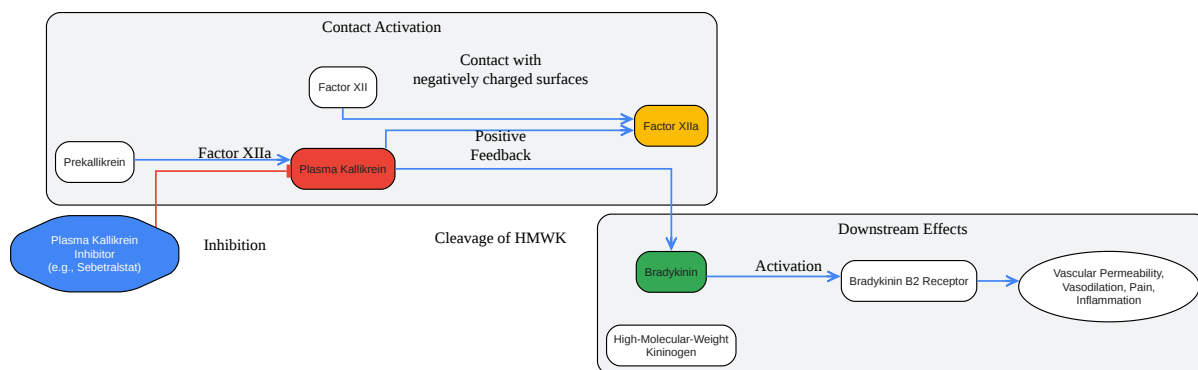 Contact Activation
Contact with
negatively charged surfaces
Factor XII
Factor XIIa
Positive
Feedback
Prekallikrein
Factor XIIa
Plasma Kallikrein
Plasma Kallikrein
Inhibitor
(e.g., Sebetralstat)
Inhibition
Cleavage of HMWK
Downstream Effects
Bradykinin
Activation
Bradykinin B2 Receptor
Vascular Permeability,
Vasodilation, Pain,
Inflammation
High-Molecular-Weight
Kininogen